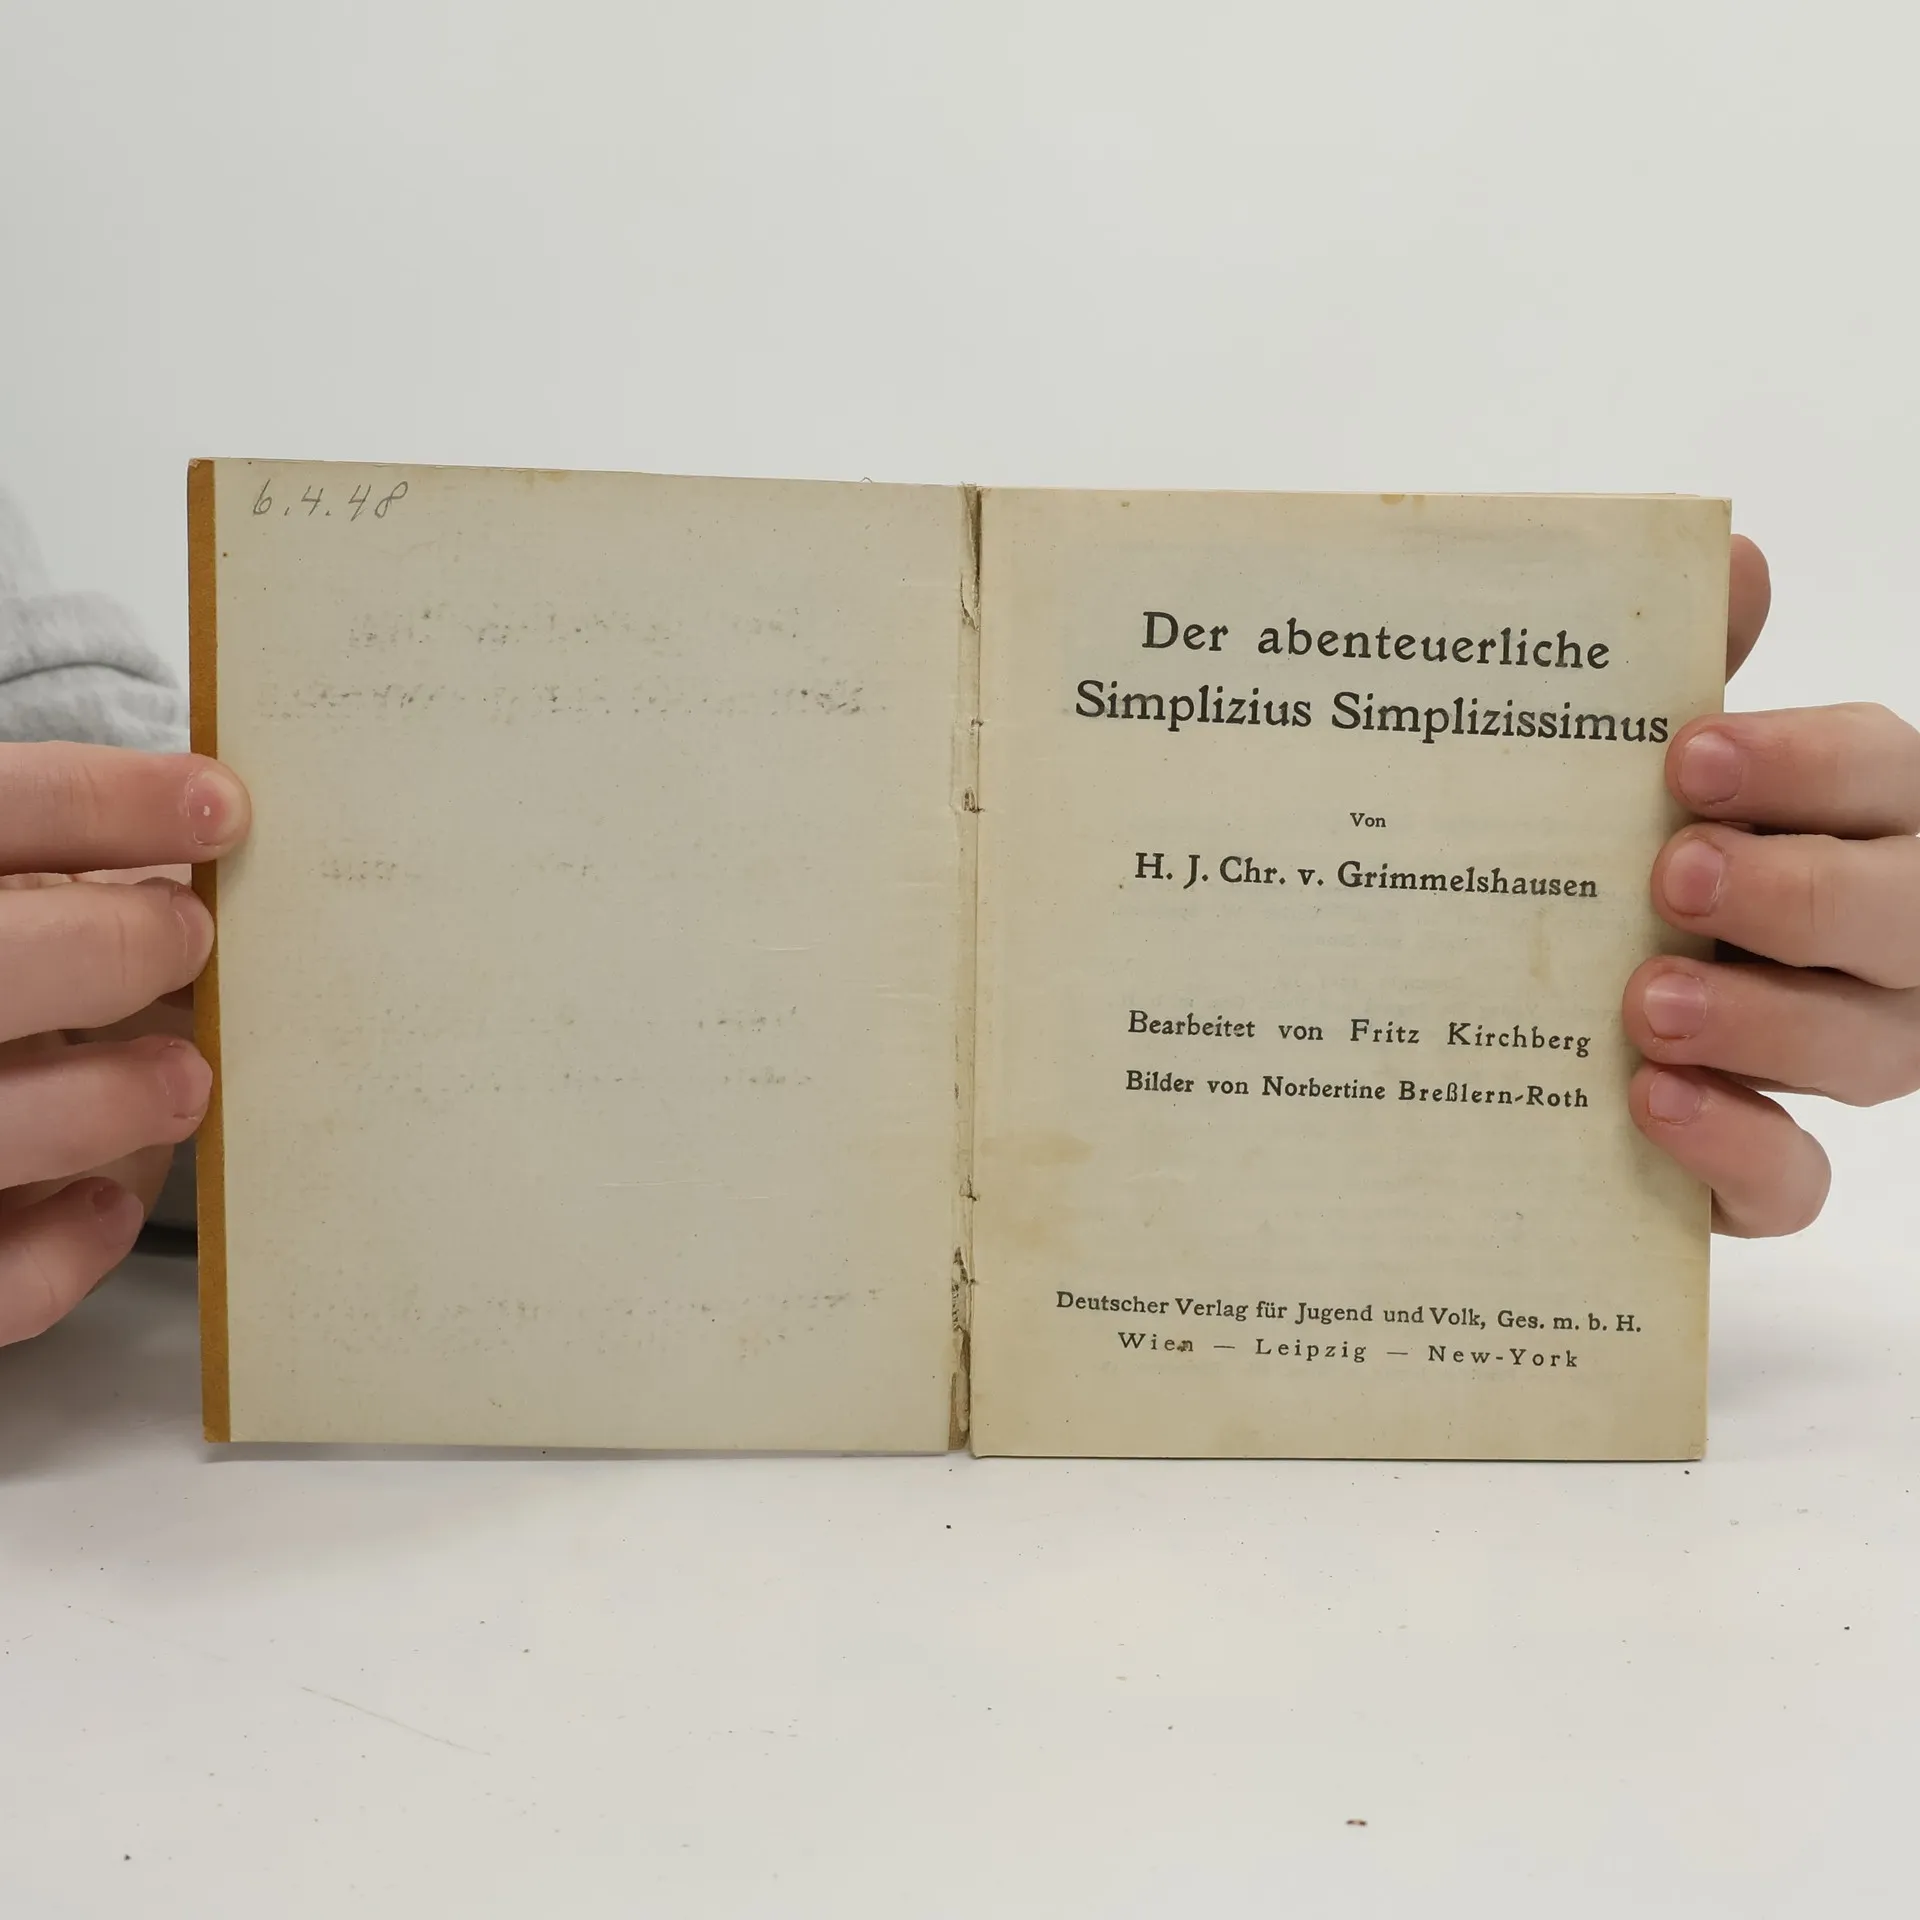 6.4.48
Der abenteuerliche
Simplizius Simplizissimus
Von
H. J. Chr. v. Grimmelshausen
Bearbeitet von Fritz Kirchberg
Bilder von Norbertine Breßlern-Roth
Deutscher Verlag für Jugend und Volk, Ges. m. b. H.
Wien — Leipzig — New-York